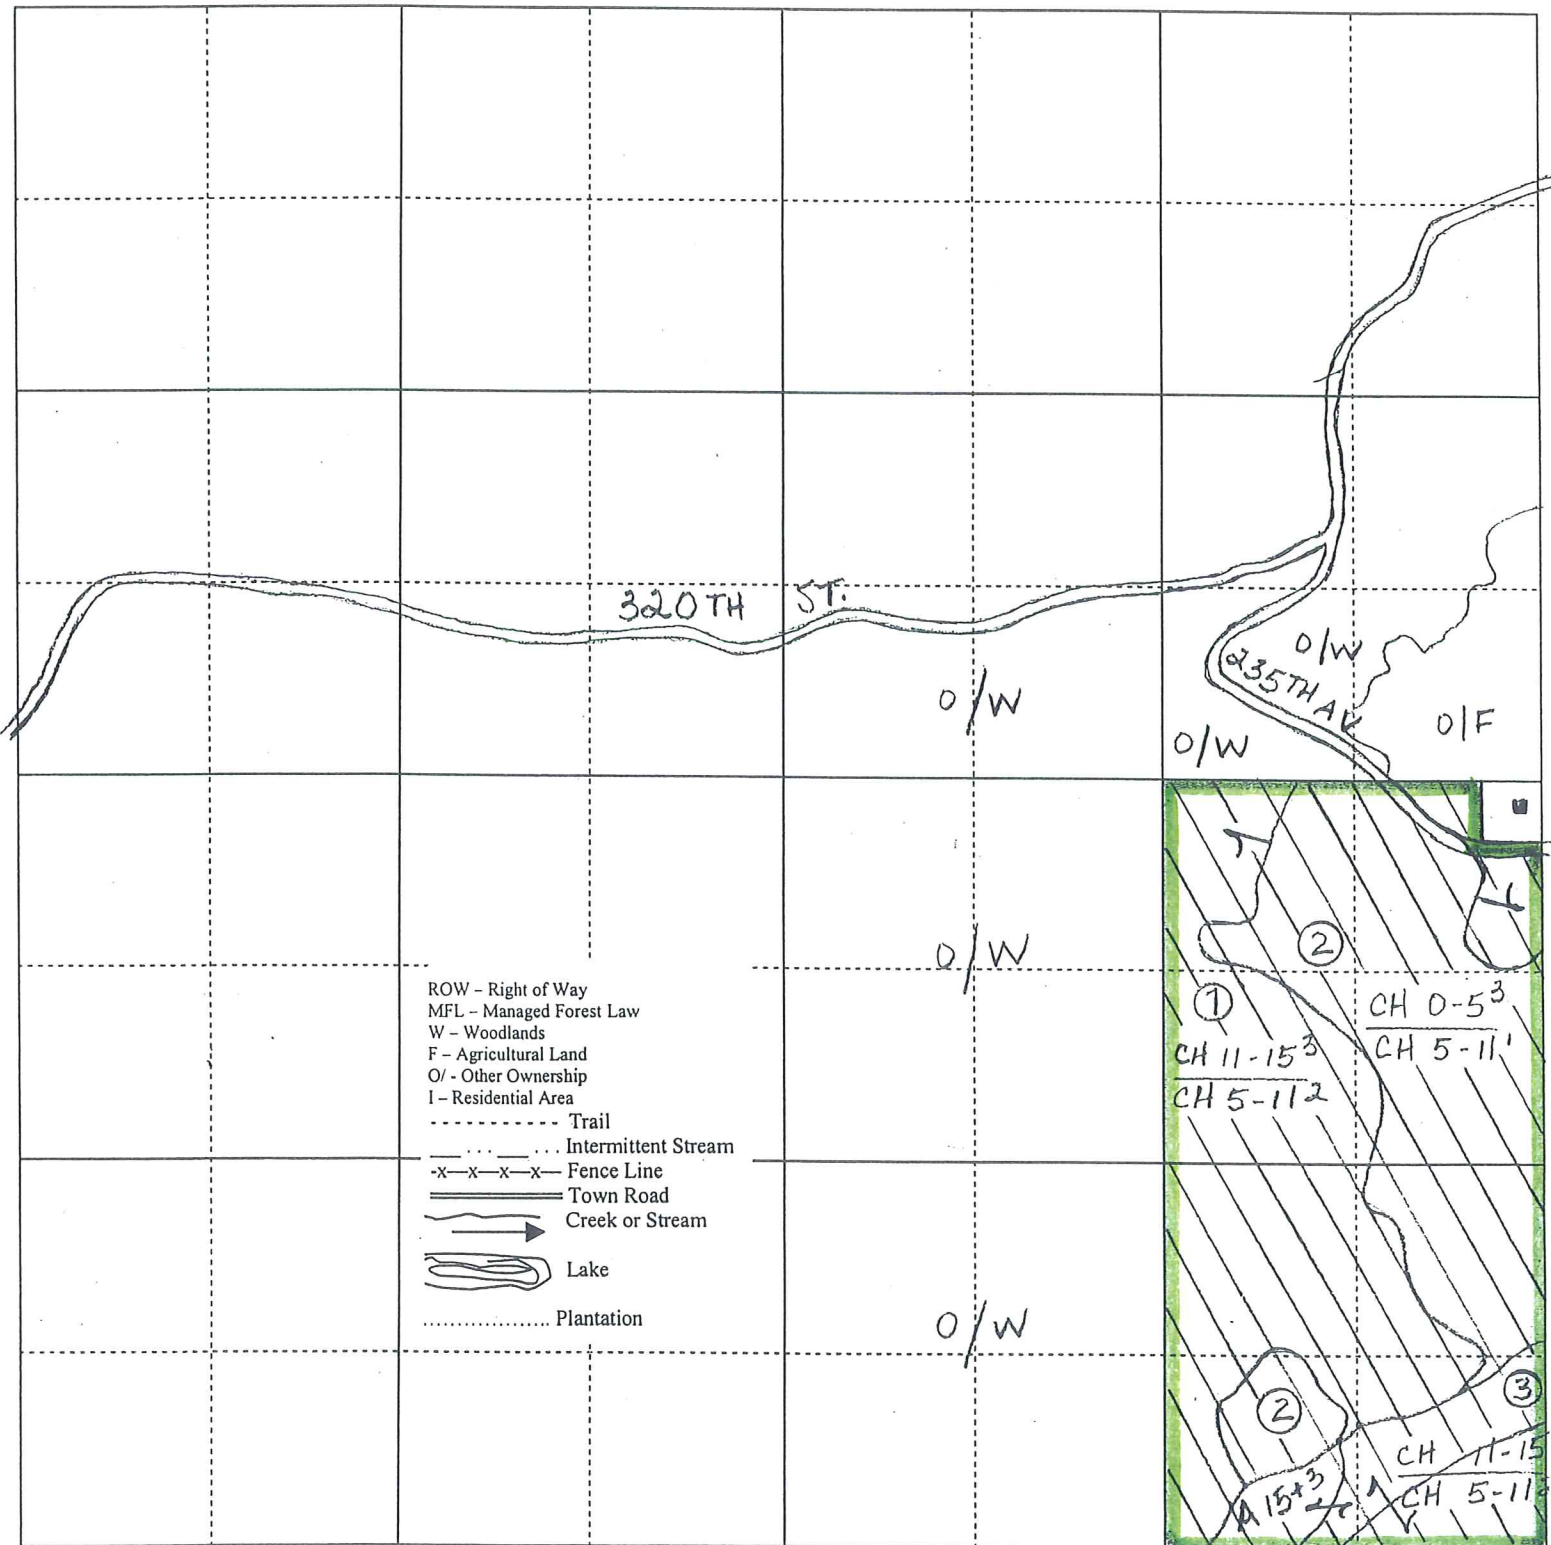 320TH ST.
O/W
235TH AV
O/W
O/F
O/W
O/W
2
1
CH 0-5³
CH 5-11¹
CH 11-15³
CH 5-11²
ROW – Right of Way
MFL – Managed Forest Law
W – Woodlands
F – Agricultural Land
O/ - Other Ownership
I – Residential Area
Trail
Intermittent Stream
-x—x—x—x— Fence Line
Town Road
Creek or Stream
Lake
Plantation
O/W
O/W
3
2
CH 11-15
CH 5-11
A 15+³